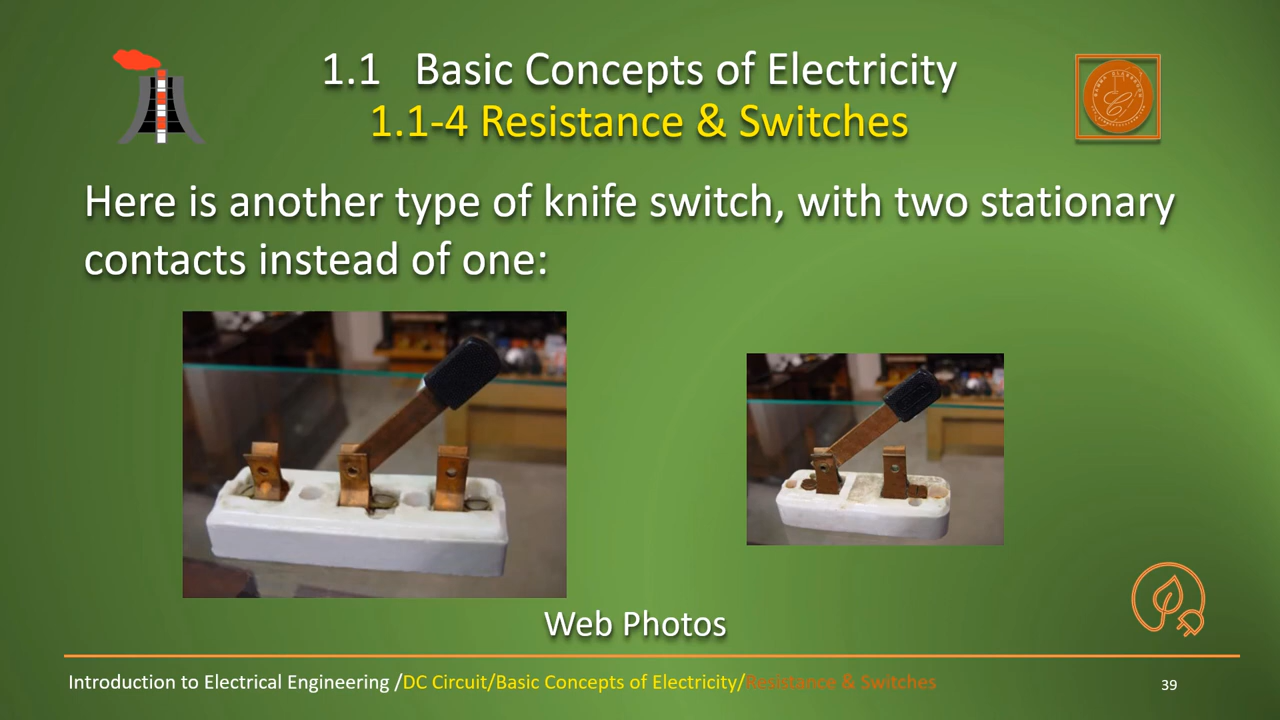 1.1 Basic Concepts of Electricity
1.1-4 Resistance & Switches
Here is another type of knife switch, with two stationary
contacts instead of one:
Web Photos
Introduction to Electrical Engineering /DC Circuit/Basic Concepts of Electricity/Resistance & Switches
39